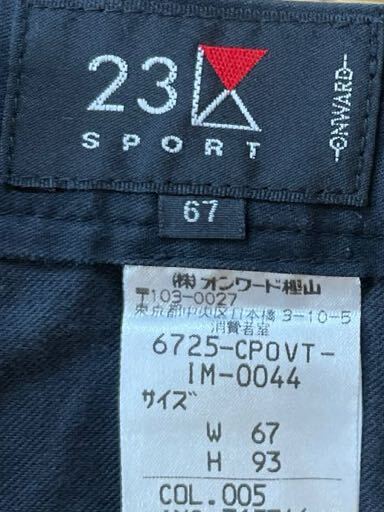 23
SPORT
-ONWARD-
67
(株)オンワード樫山
〒103-0027
東京都中央区日本橋 3-10-5
消費者室
6725-CPOVT-
IM-0044
サイズ
W 67
H 93
COL.005